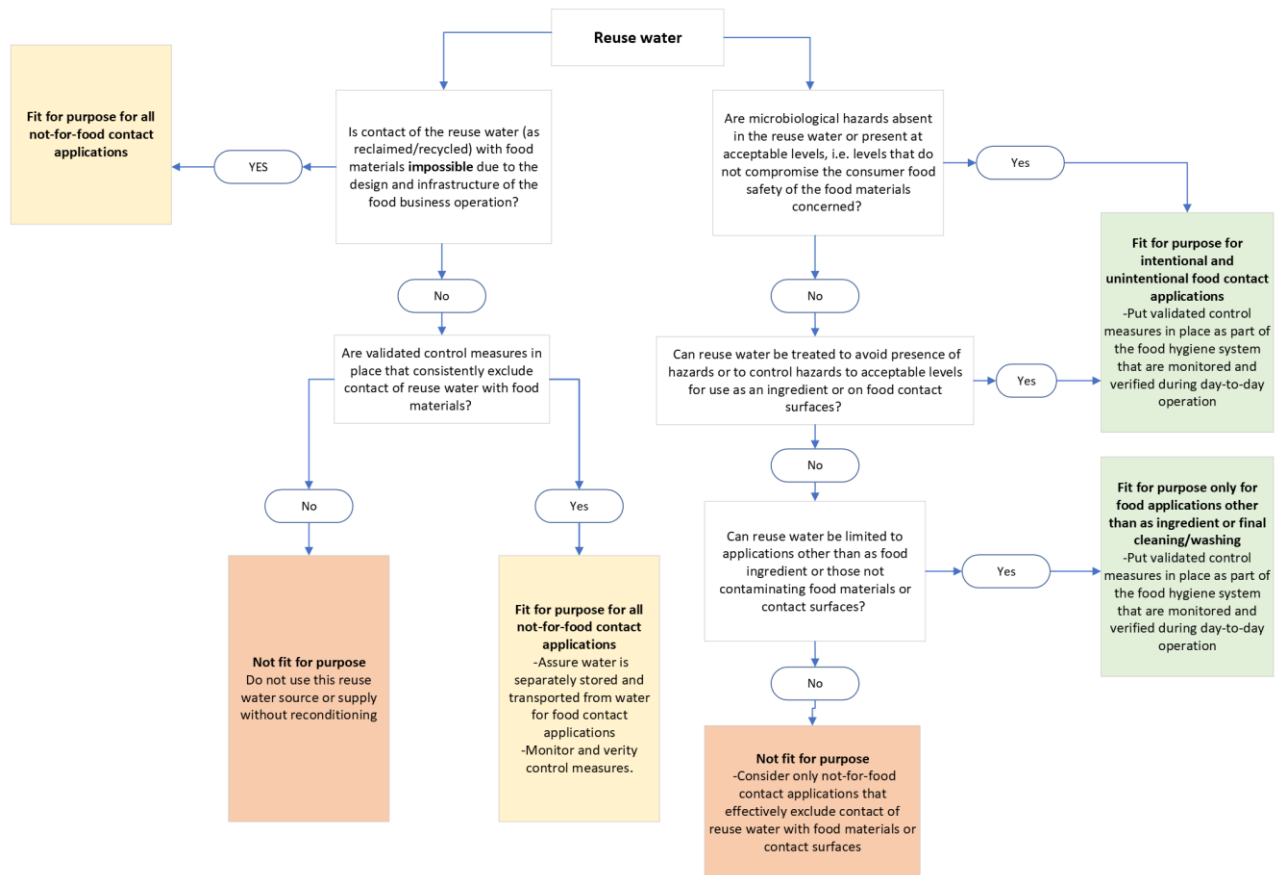 Reuse water
Fit for purpose for all
not-for-food contact
applications
YES
Is contact of the reuse water (as
reclaimed/recycled) with food
materials impossible due to the
design and infrastructure of the
food business operation?
Are microbiological hazards absent
in the reuse water or present at
acceptable levels, i.e. levels that do
not compromise the consumer food
safety of the food materials
concerned?
Yes
Fit for purpose for
intentional and
unintentional food contact
applications
-Put validated control
measures in place as part of
the food hygiene system
that are monitored and
verified during day-to-day
operation
No
No
Are validated control measures in
place that consistently exclude
contact of reuse water with food
materials?
Can reuse water be treated to avoid presence of
hazards or to control hazards to acceptable levels
for use as an ingredient or on food contact
surfaces?
Yes
No
Yes
No
Fit for purpose only for
food applications other
than as ingredient or final
cleaning/washing
-Put validated control
measures in place as part of
the food hygiene system
that are monitored and
verified during day-to-day
operation
Can reuse water be limited to
applications other than as food
ingredient or those not
contaminating food materials or
contact surfaces?
Yes
Not fit for purpose
Do not use this reuse
water source or supply
without reconditioning
Fit for purpose for all
not-for-food contact
applications
-Assure water is
separately stored and
transported from water
for food contact
applications
-Monitor and verity
control measures.
No
Not fit for purpose
-Consider only not-for-food
contact applications that
effectively exclude contact of
reuse water with food materials or
contact surfaces